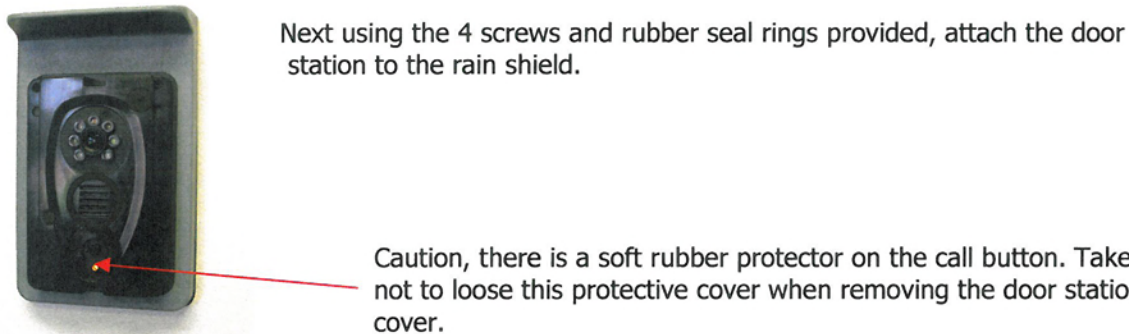 Next using the 4 screws and rubber seal rings provided, attach the door
station to the rain shield.
Caution, there is a soft rubber protector on the call button. Take
not to loose this protective cover when removing the door statio
cover.